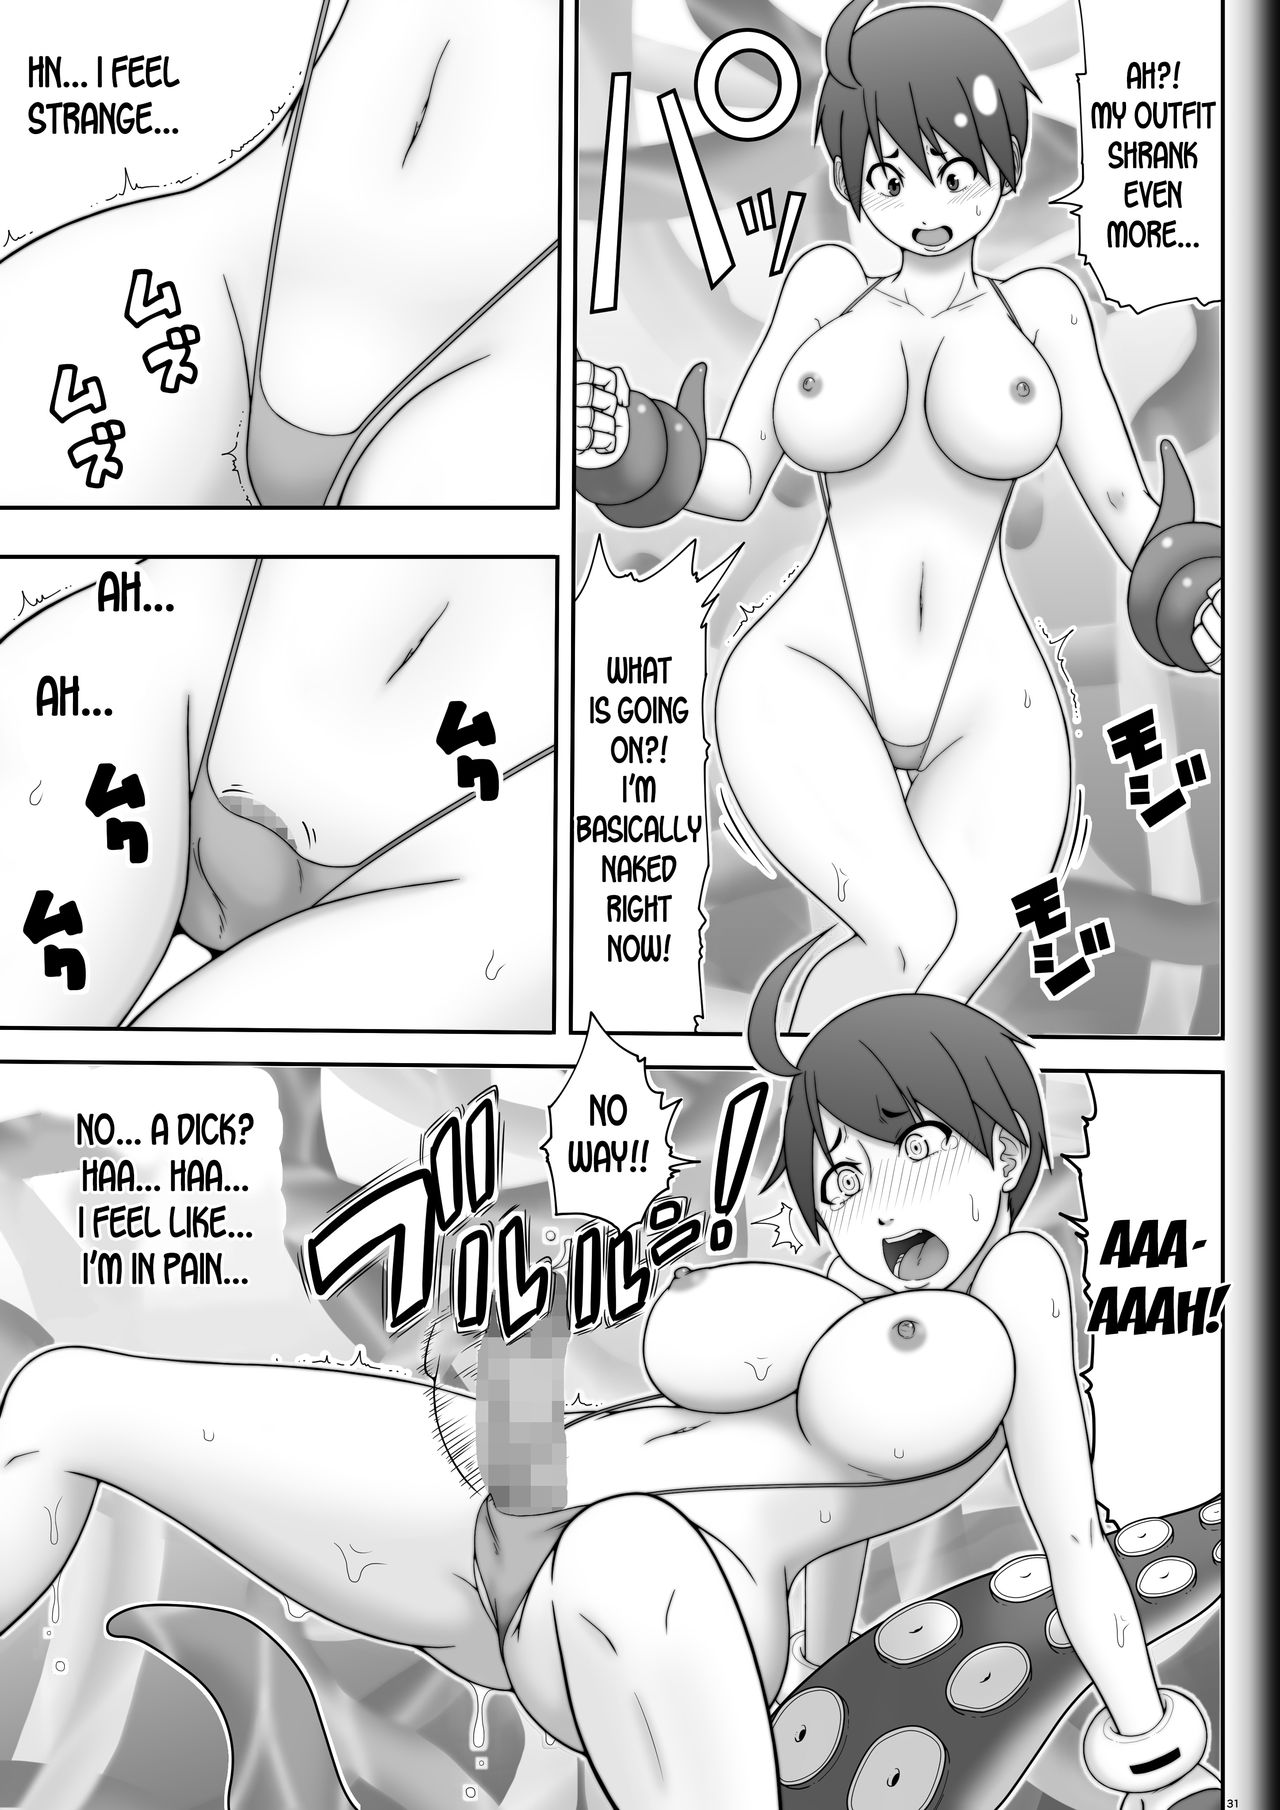 AH?!
MY OUTFIT
SHRANK
EVEN
MORE...
パッ
モジ
モジ
WHAT
IS GOING
ON?!
I'M
BASICALLY
NAKED
RIGHT
NOW!
HN... I FEEL
STRANGE...
ムズ
ムズ
AH...
AH...
ムク
ムク
ムク
AAA-
AAAH!
NO
WAY!!
ブルルルン!
NO... A DICK?
HAA... HAA...
I FEEL LIKE...
I'M IN PAIN...
31